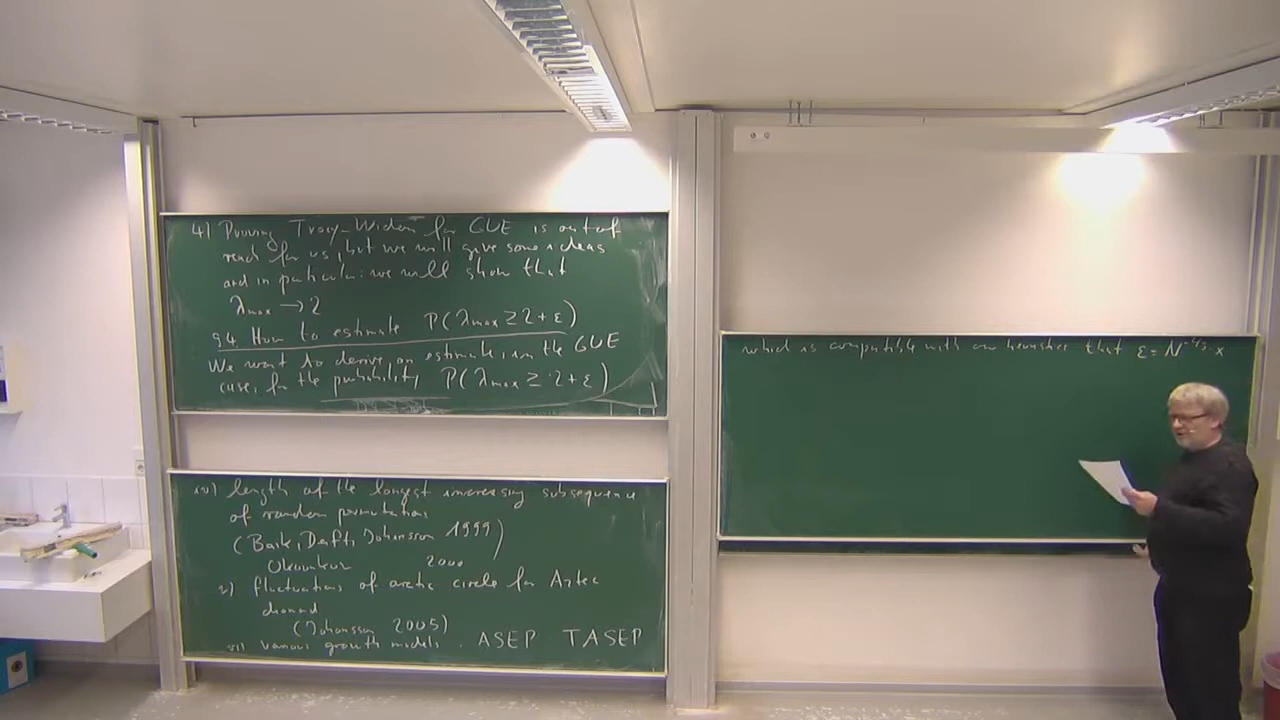 4) Proving Tracy-Widom for GUE is out of
reach for us, but we will give some ideas
and in particular: we will show that
λmax → 2
§4. How to estimate P(λmax ≥ 2+ε)
We want to derive an estimate, in the GUE
case, for the probability P(λmax ≥ 2+ε)
iv) length of the longest increasing subsequence
of random permutation
(Baik, Deift, Johansson 1999)
Okounkov 2000
v) fluctuations of arctic circle for Aztec
diamond
(Johansson 2005)
vi) various growth models. ASEP TASEP
which is compatible with our heuristics that ε = N^{-2/3} x